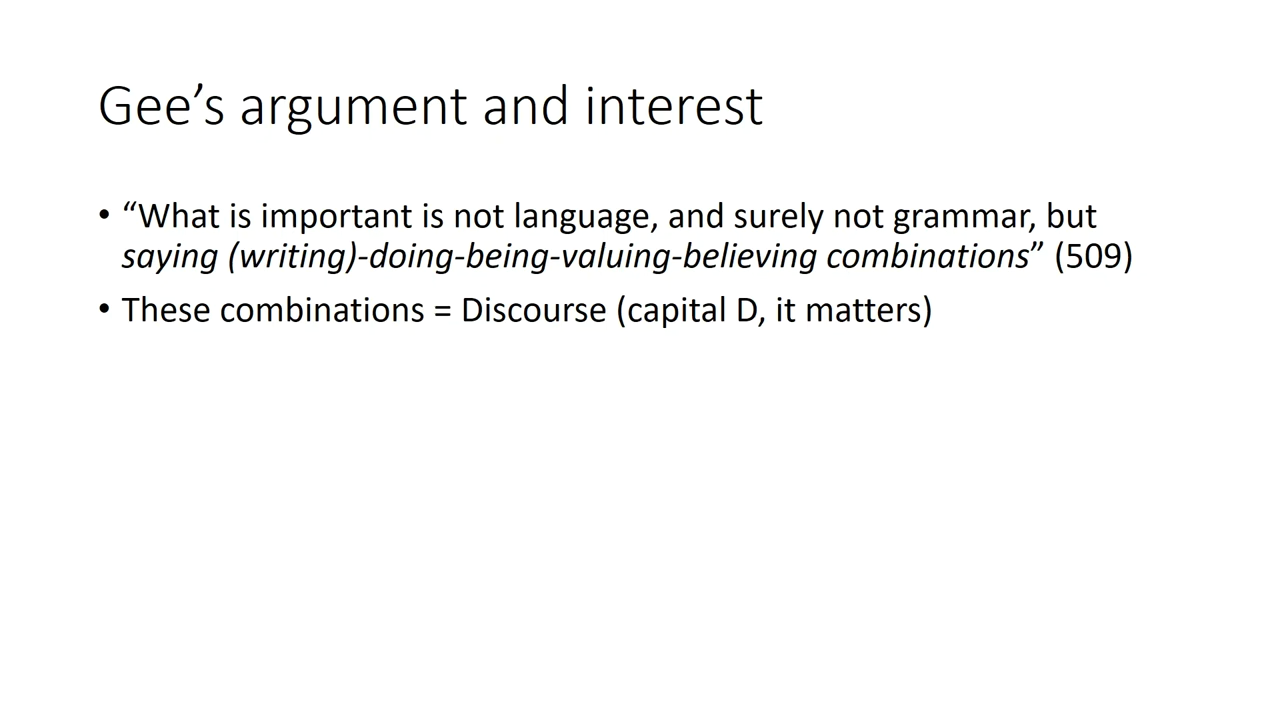 Gee’s argument and interest
• “What is important is not language, and surely not grammar, but
saying (writing)-doing-being-valuing-believing combinations” (509)
• These combinations = Discourse (capital D, it matters)